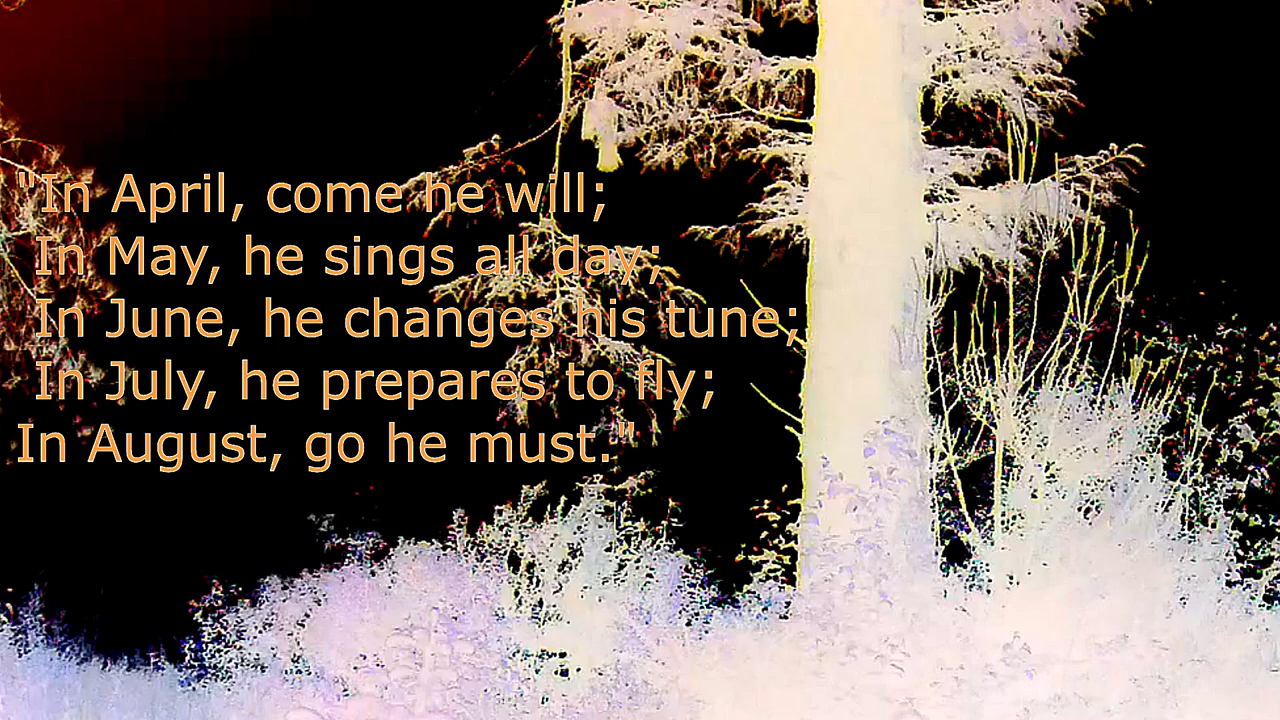 "In April, come he will;
In May, he sings all day;
In June, he changes his tune;
In July, he prepares to fly;
In August, go he must."